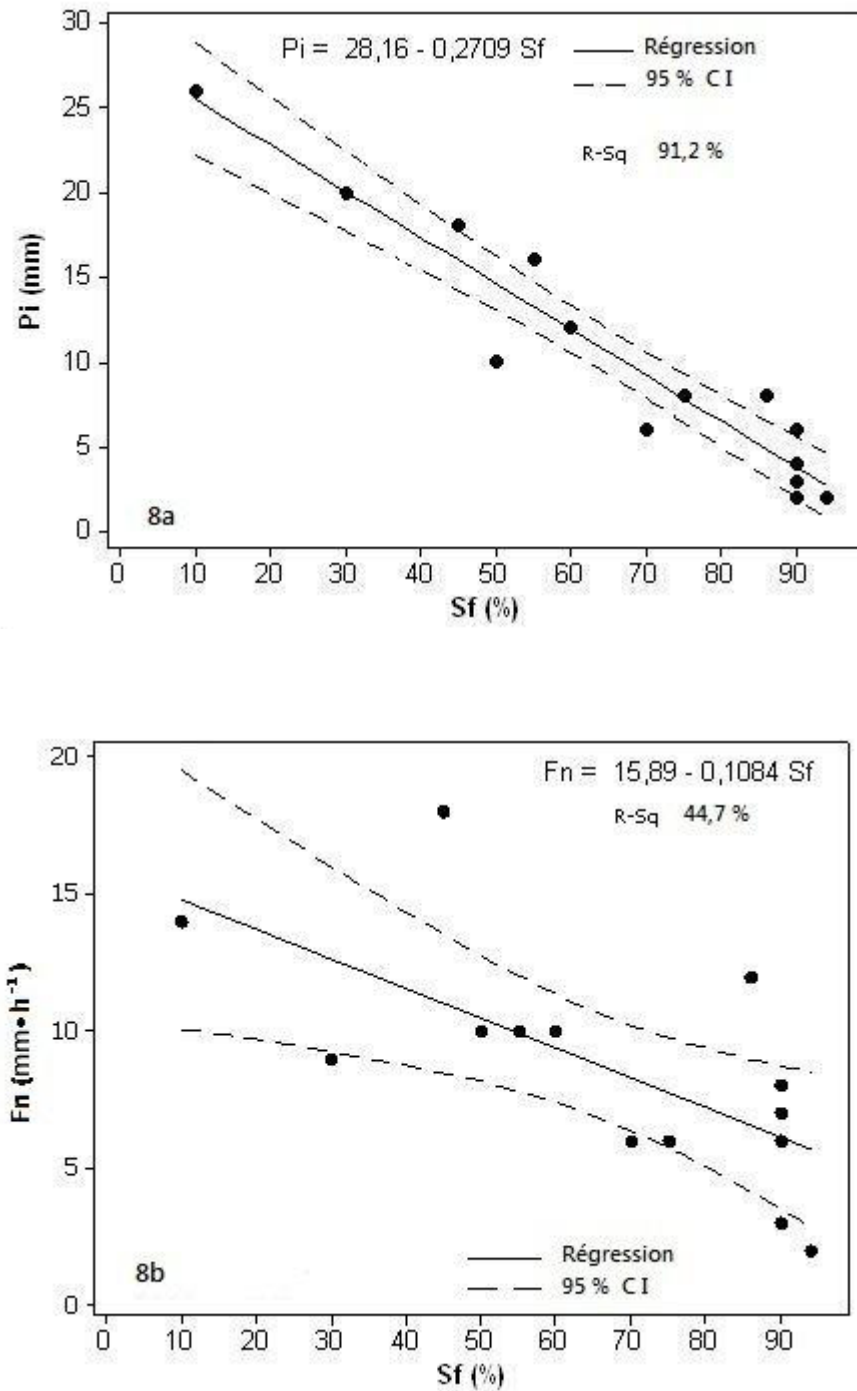 Pi = 28,16 - 0,2709 Sf
Régression
95 % C I
R-Sq 91,2 %
30
25
20
15
10
5
0
Pi (mm)
8a
0 10 20 30 40 50 60 70 80 90
Sf (%)
Fn = 15,89 - 0,1084 Sf
R-Sq 44,7 %
20
15
10
5
0
Fn (mm•h⁻¹)
Régression
95 % C I
8b
0 10 20 30 40 50 60 70 80 90
Sf (%)